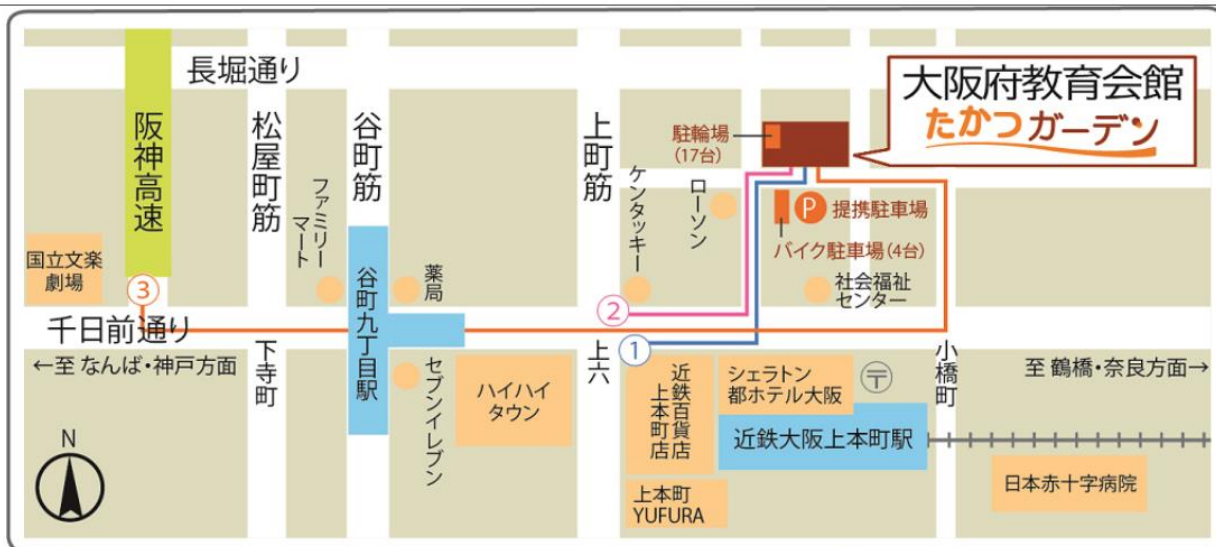 長堀通り
阪神高速
松屋町筋
谷町筋
上町筋
大阪府教育会館
たかつガーデン
駐輪場
(17台)
ファミリー
マート
ケンタッキー
ローソン
P 提携駐車場
バイク駐車場(4台)
国立文楽
劇場
③
谷町九丁目駅
薬局
②
社会福祉
センター
千日前通り
①
←至 なんば・神戸方面
下寺町
セブンイレブン
ハイハイ
タウン
上六
近鉄百貨店
上本町店
シェラトン
都ホテル大阪
〒
小橋町
至 鶴橋・奈良方面→
近鉄大阪上本町駅
N
上本町
YUFURA
日本赤十字病院